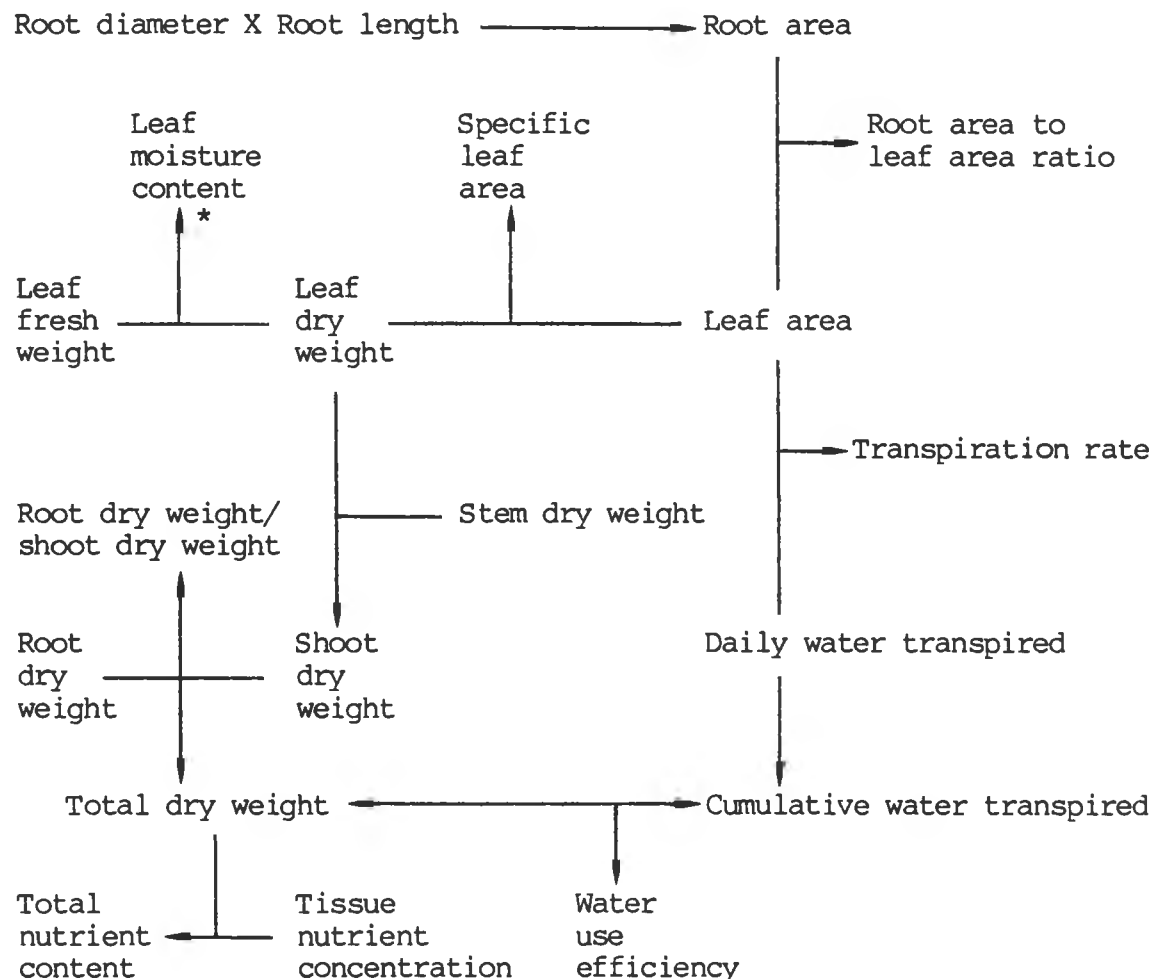 Root diameter X Root length
Root area
Leaf
moisture
content
*
Specific
leaf
area
Root area to
leaf area ratio
Leaf
fresh
weight
Leaf
dry
weight
Leaf area
Transpiration rate
Root dry weight/
shoot dry weight
Stem dry weight
Root
dry
weight
Shoot
dry
weight
Daily water transpired
Total dry weight
Cumulative water transpired
Total
nutrient
content
Tissue
nutrient
concentration
Water
use
efficiency